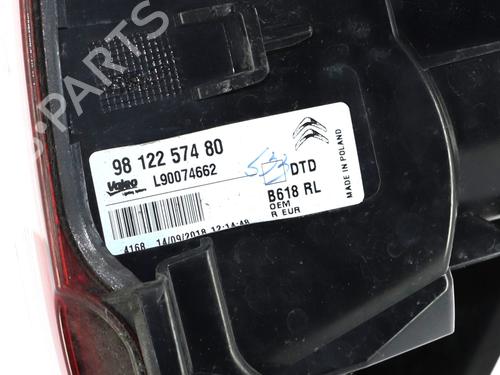 98 122 574 80
Valeo
L90074662
DTD
B618 RL
OEM
R EUR
MADE IN POLAND
4168 14/09/2018 12:14:48
PARTS